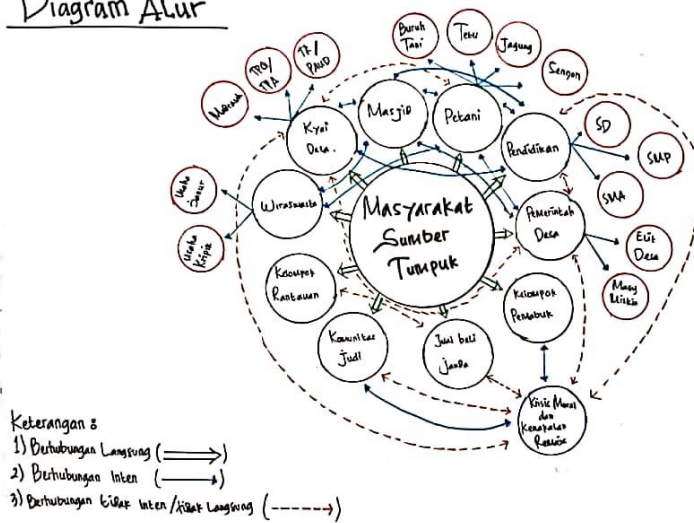 Diagram Alur
Buruh
Tani
Tebu
Jagung
Sengon
TPQ/
TPA
TK/
PAUD
Madrasah
Kyai
Desa.
Masjid
Petani
Pendidikan
SD
SMP
SMA
Usaha
Usaha
Kripik
Wiraswasta
Masyarakat
Sumber
Tumpuk
Pemerintah
Desa
Elit
Desa
Masy
Miskin
Kelompok
Rantauan
Kelompok
Pemabuk
Komunitas
Judi
Jual beli
janda
Krisis Moral
dan
Kenakalan
Remaja
Keterangan :
1) Berhubungan Langsung ( )
2) Berhubungan Inten ( )
3) Berhubungan tidak Inten / tidak Langsung ( )